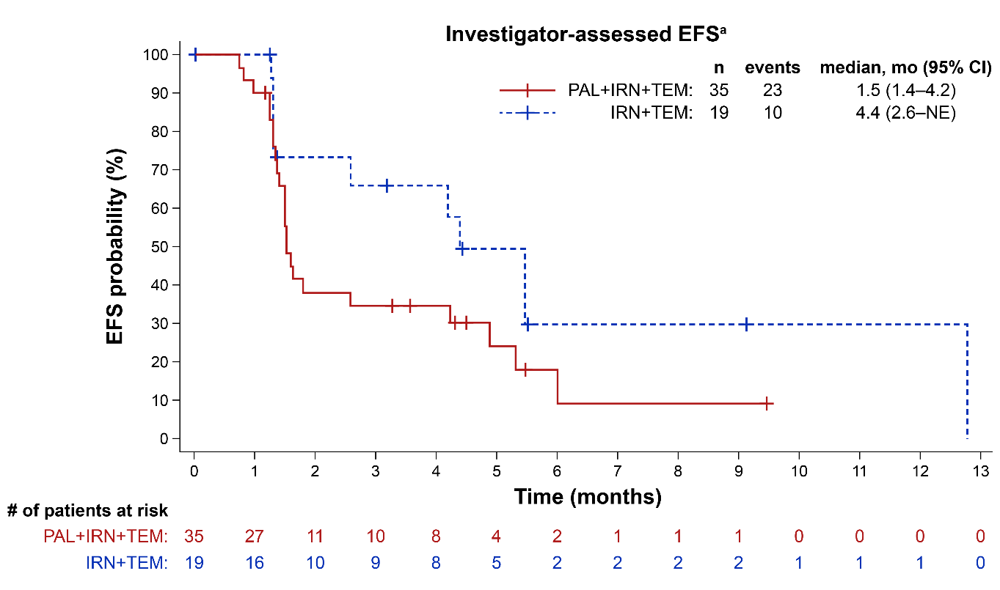 Investigator-assessed EFSᵃ
n events median, mo (95% CI)
PAL+IRN+TEM: 35 23 1.5 (1.4–4.2)
IRN+TEM: 19 10 4.4 (2.6–NE)
EFS probability (%)
100
90
80
70
60
50
40
30
20
10
0
0 1 2 3 4 5 6 7 8 9 10 11 12 13
Time (months)
# of patients at risk
PAL+IRN+TEM: 35 27 11 10 8 4 2 1 1 1 0 0 0 0
IRN+TEM: 19 16 10 9 8 5 2 2 2 2 1 1 1 0